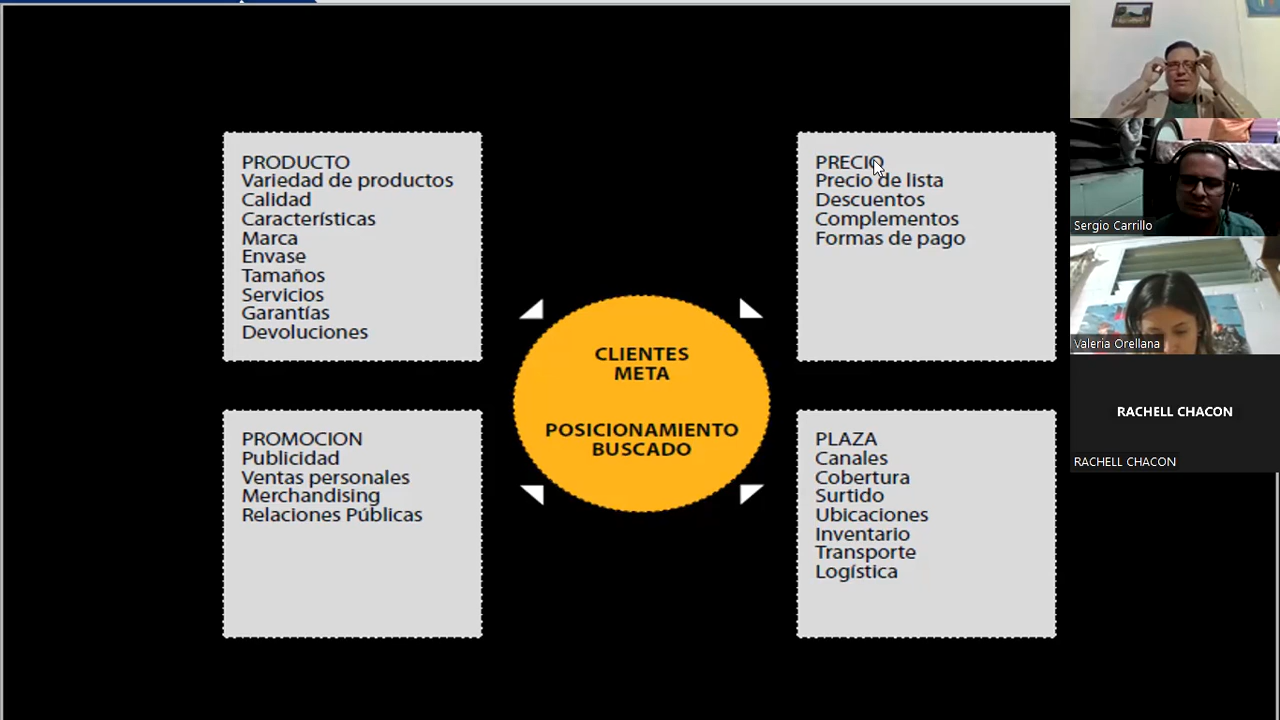 PRODUCTO
Variedad de productos
Calidad
Características
Marca
Envase
Tamaños
Servicios
Garantías
Devoluciones
PRECIO
Precio de lista
Descuentos
Complementos
Formas de pago
CLIENTES
META
POSICIONAMIENTO
BUSCADO
PROMOCION
Publicidad
Ventas personales
Merchandising
Relaciones Públicas
PLAZA
Canales
Cobertura
Surtido
Ubicaciones
Inventario
Transporte
Logística
Sergio Carrillo
Valeria Orellana
RACHELL CHACON
RACHELL CHACON